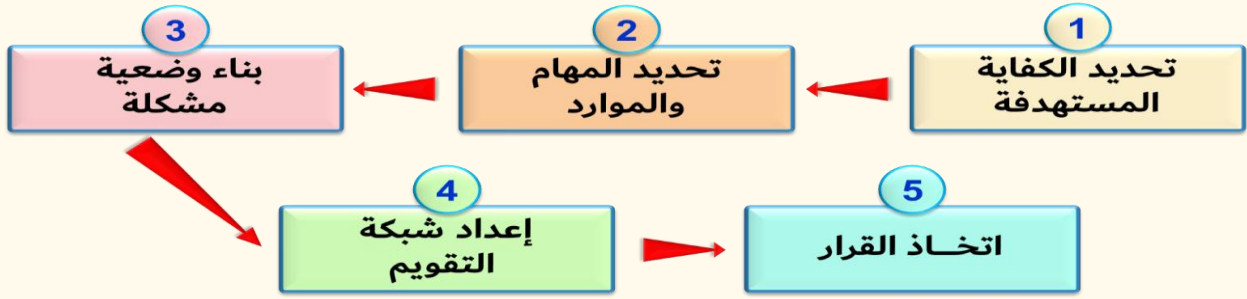 1
تحديد الكفاية
المستهدفة
2
تحديد المهام
والموارد
3
بناء وضعية
مشكلة
4
إعداد شبكة
التقويم
5
اتخــاذ القرار